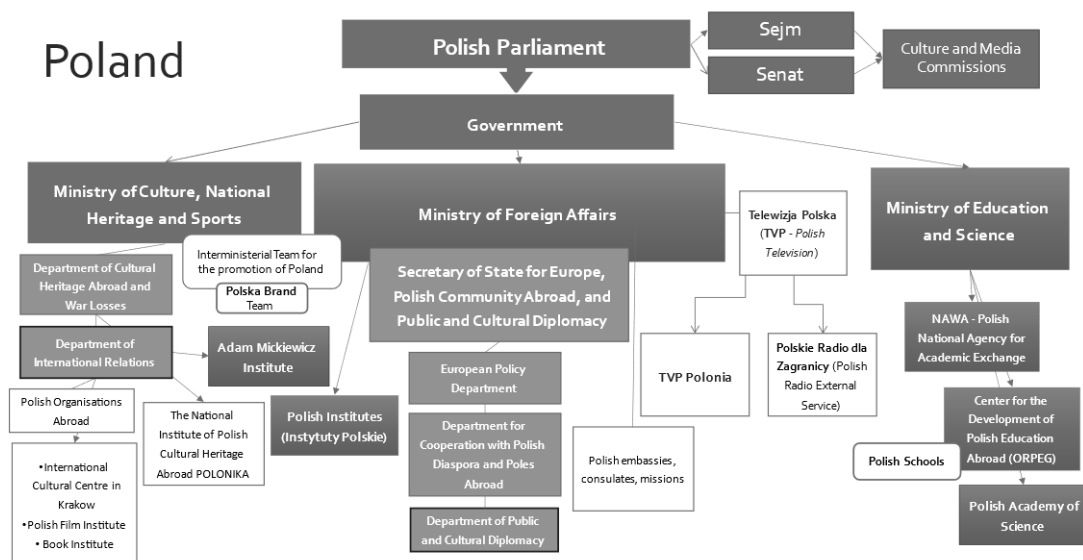 Poland
Polish Parliament
Sejm
Senat
Culture and Media
Commissions
Government
Ministry of Culture, National
Heritage and Sports
Ministry of Foreign Affairs
Telewizja Polska
(TVP - Polish
Television)
Ministry of Education
and Science
Interministerial Team for
the promotion of Poland
Polska Brand
Team
Department of Cultural
Heritage Abroad and
War Losses
Secretary of State for Europe,
Polish Community Abroad, and
Public and Cultural Diplomacy
Department of
International Relations
Adam Mickiewicz
Institute
European Policy
Department
TVP Polonia
Polskie Radio dla
Zagranicy (Polish
Radio External
Service)
NAWA - Polish
National Agency for
Academic Exchange
Polish Organisations
Abroad
The National
Institute of Polish
Cultural Heritage
Abroad POLONIKA
Polish Institutes
(Instytuty Polskie)
Department for
Cooperation with Polish
Diaspora and Poles
Abroad
Polish embassies,
consulates, missions
Center for the
Development of
Polish Education
Abroad (ORPEG)
Polish Schools
•International
Cultural Centre in
Krakow
•Polish Film Institute
•Book Institute
Department of Public
and Cultural Diplomacy
Polish Academy of
Science